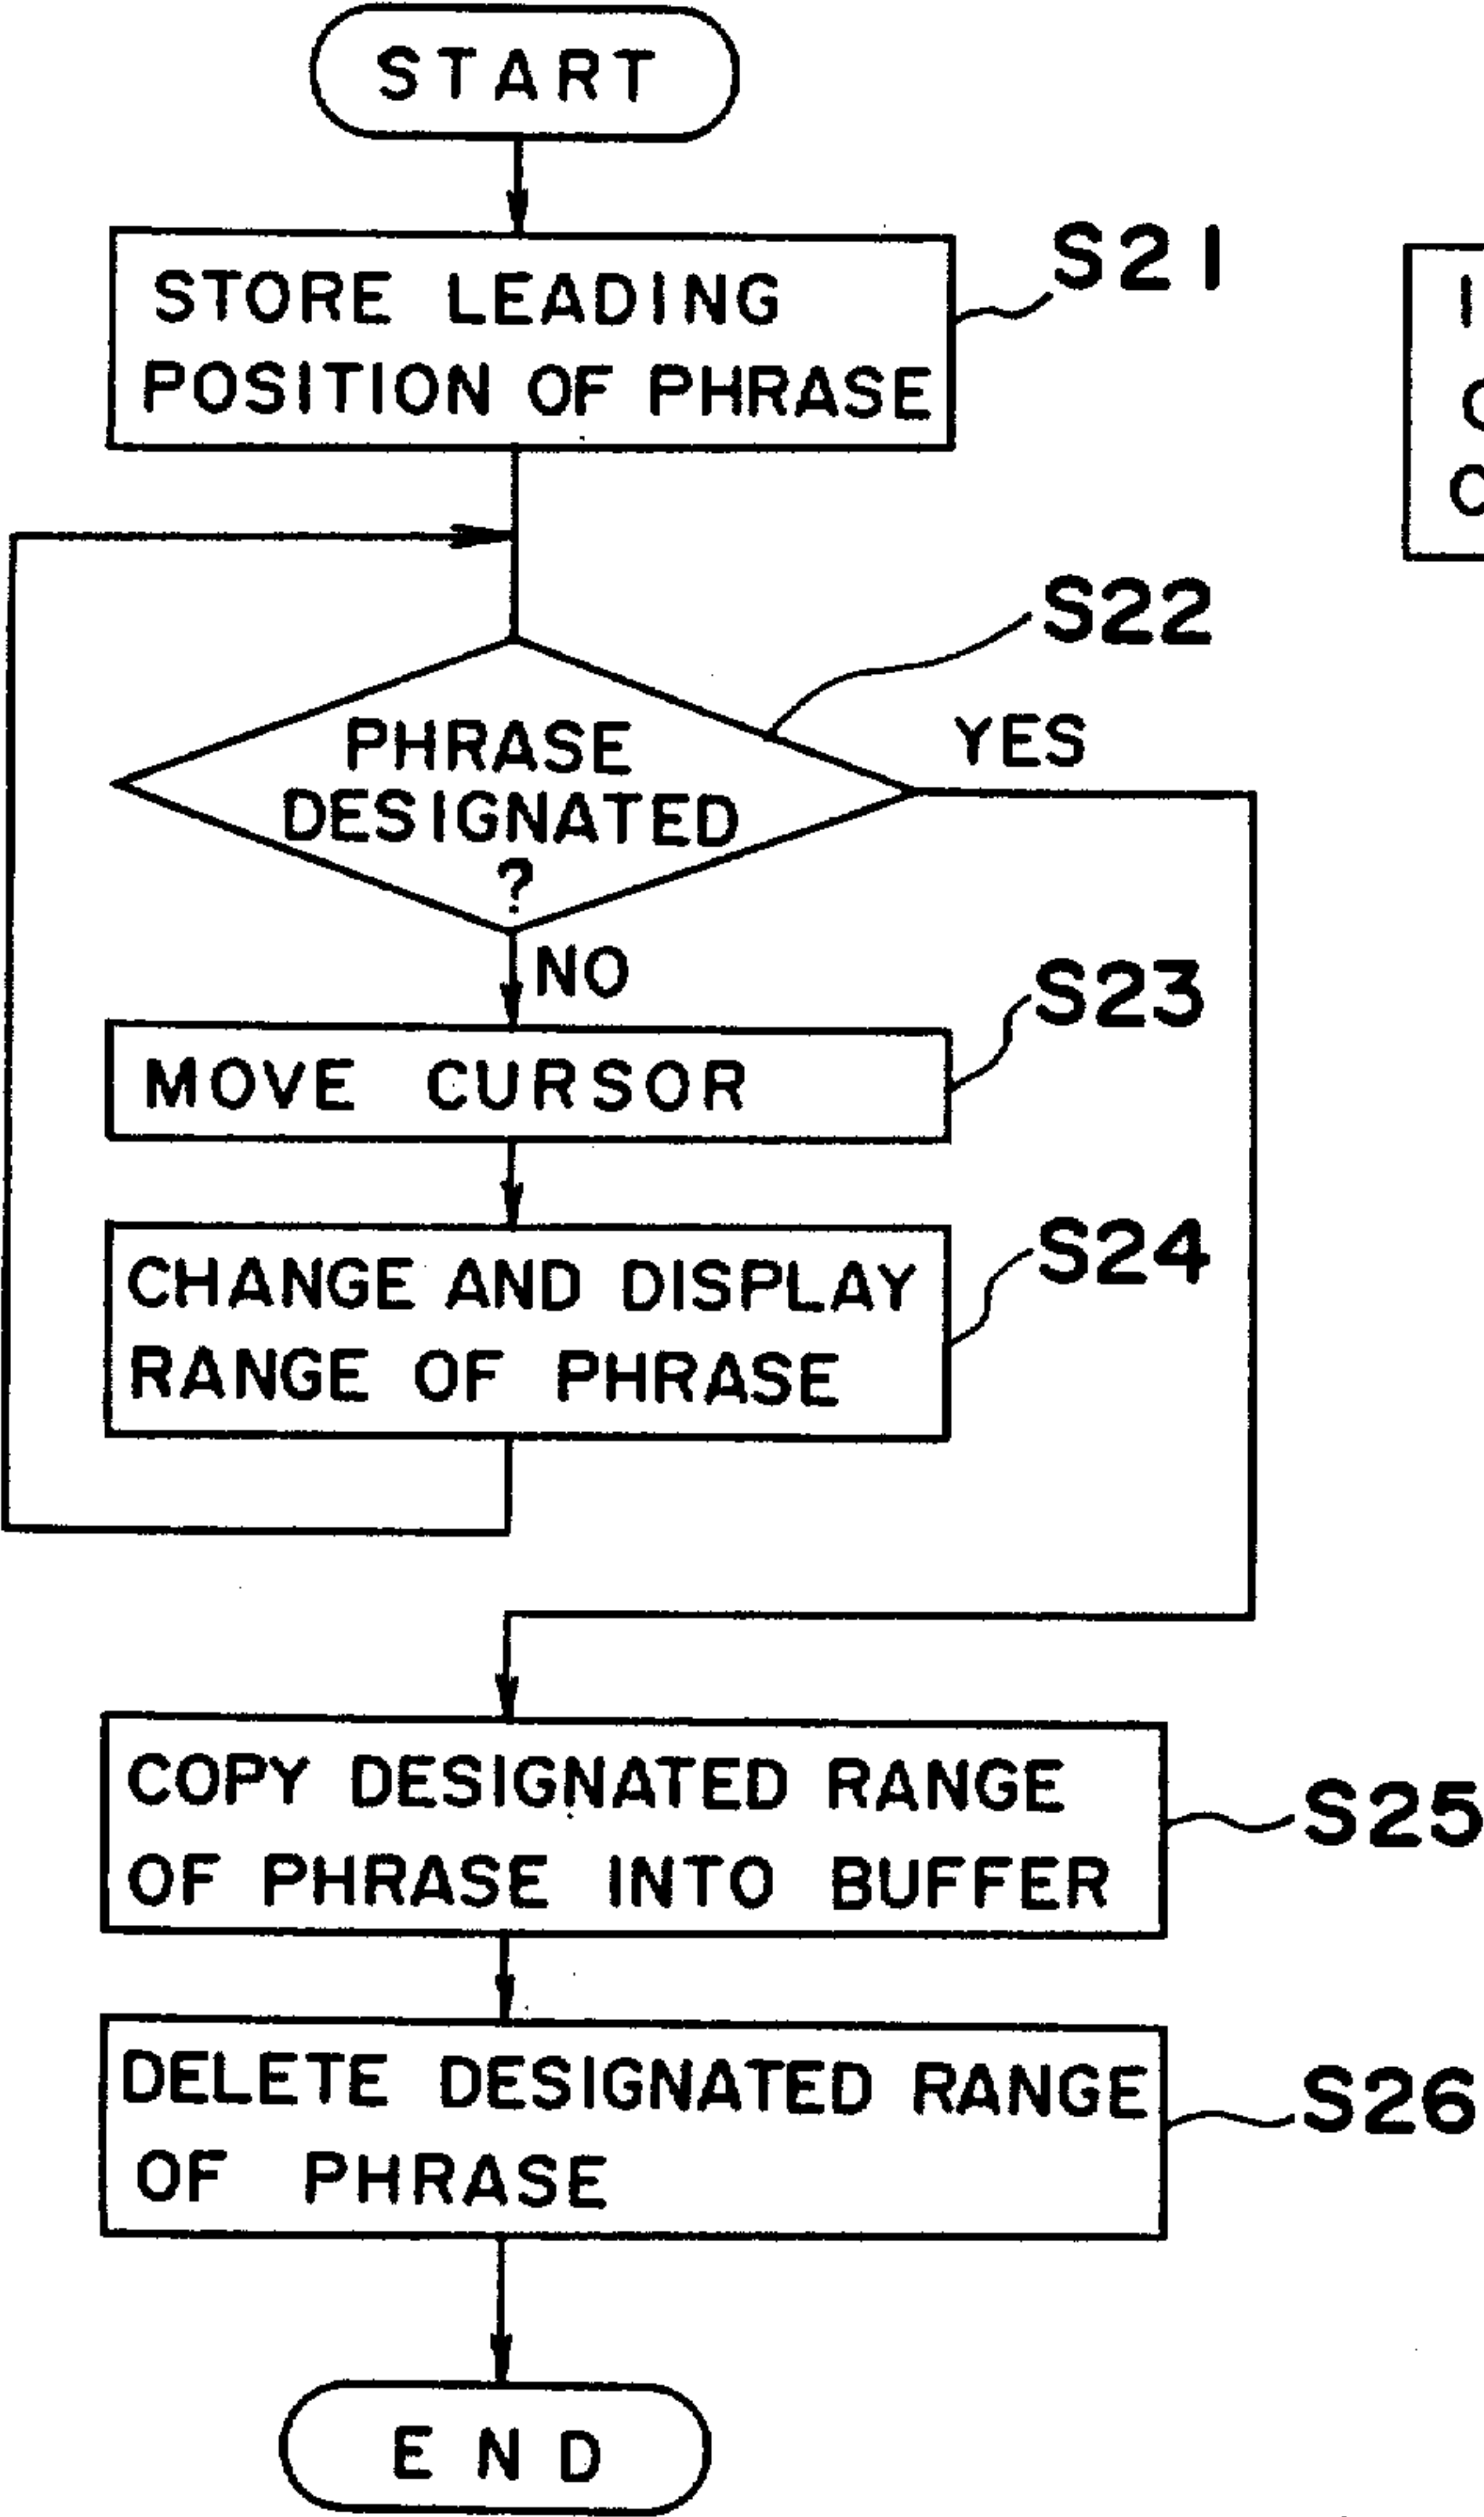 START
STORE LEADING
POSITION OF PHRASE
S21
S22
PHRASE
DESIGNATED
?
YES
NO
S23
MOVE CURSOR
S24
CHANGE AND DISPLAY
RANGE OF PHRASE
COPY DESIGNATED RANGE
OF PHRASE INTO BUFFER
S25
DELETE DESIGNATED RANGE
OF PHRASE
S26
END